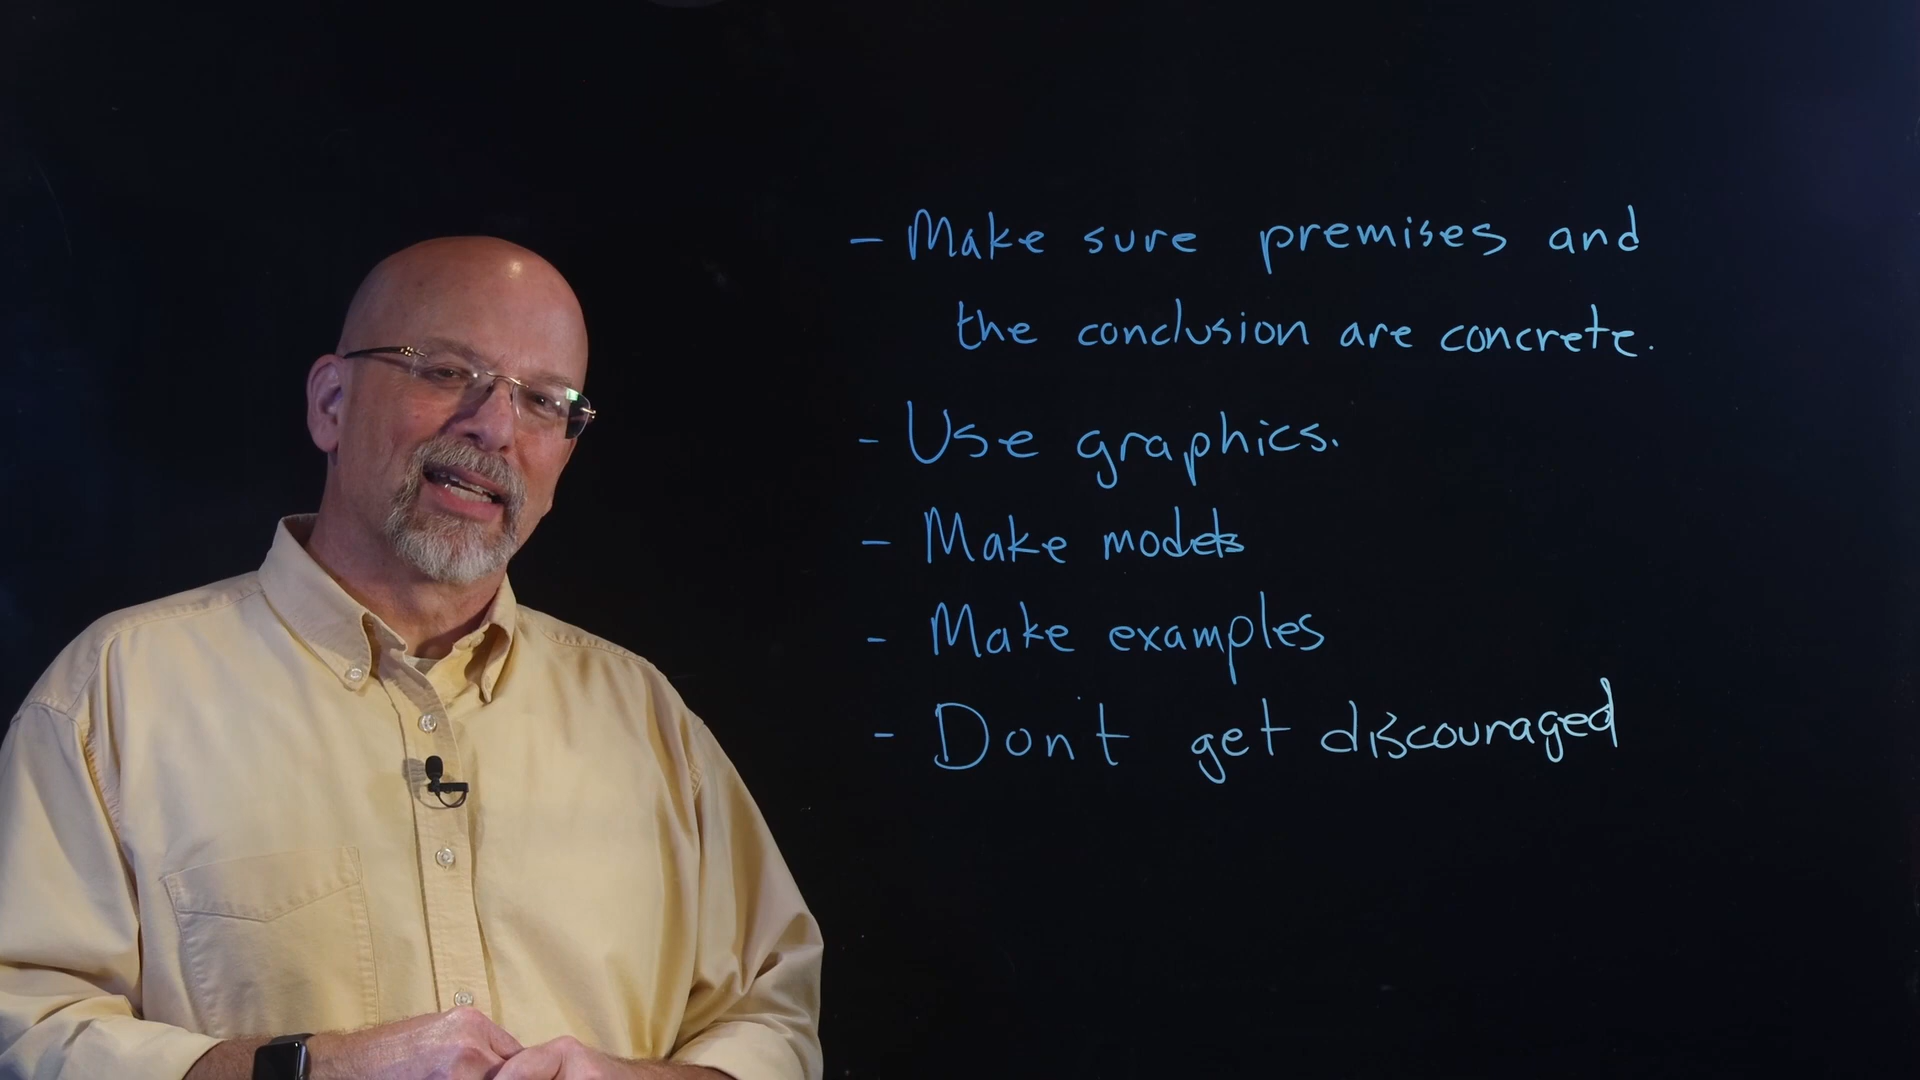 - Make sure premises and
the conclusion are concrete.
- Use graphics.
- Make models
- Make examples
- Don't get discouraged